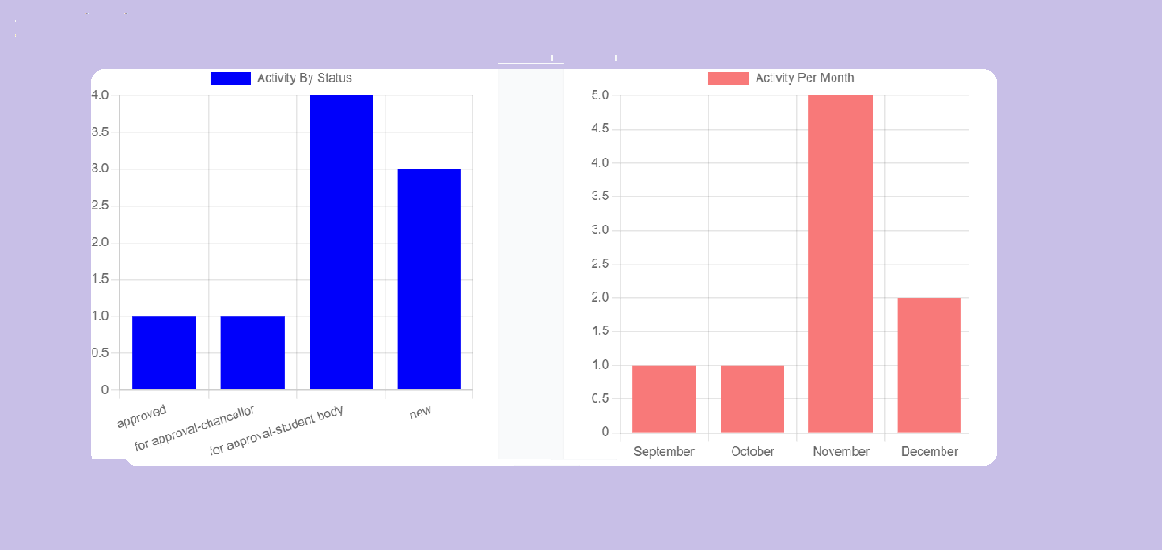 Activity By Status
4.0
3.5
3.0
2.5
2.0
1.5
1.0
0.5
0
approved
for approval-chancellor
for approval-student body
new
Activity Per Month
5.0
4.5
4.0
3.5
3.0
2.5
2.0
1.5
1.0
0.5
0
September
October
November
December